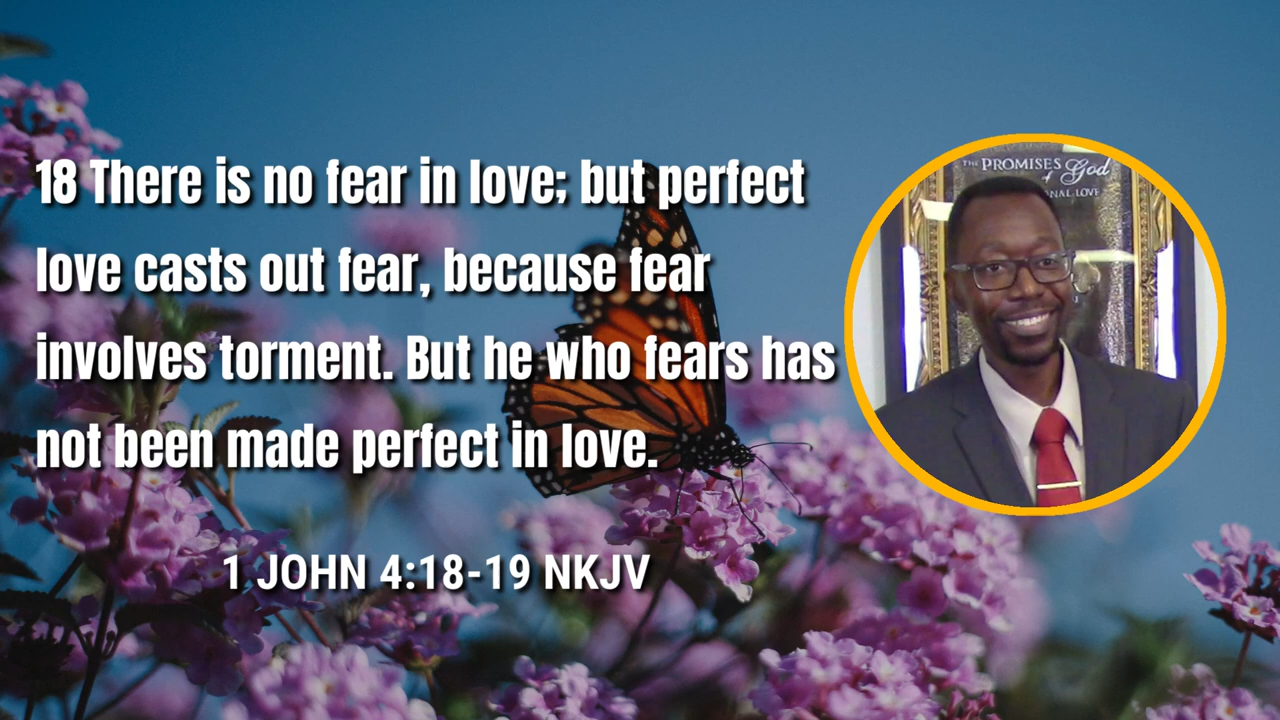 18 There is no fear in love; but perfect
love casts out fear, because fear
involves torment. But he who fears has
not been made perfect in love.
1 JOHN 4:18-19 NKJV
THE PROMISES
of God
NAL LOVE